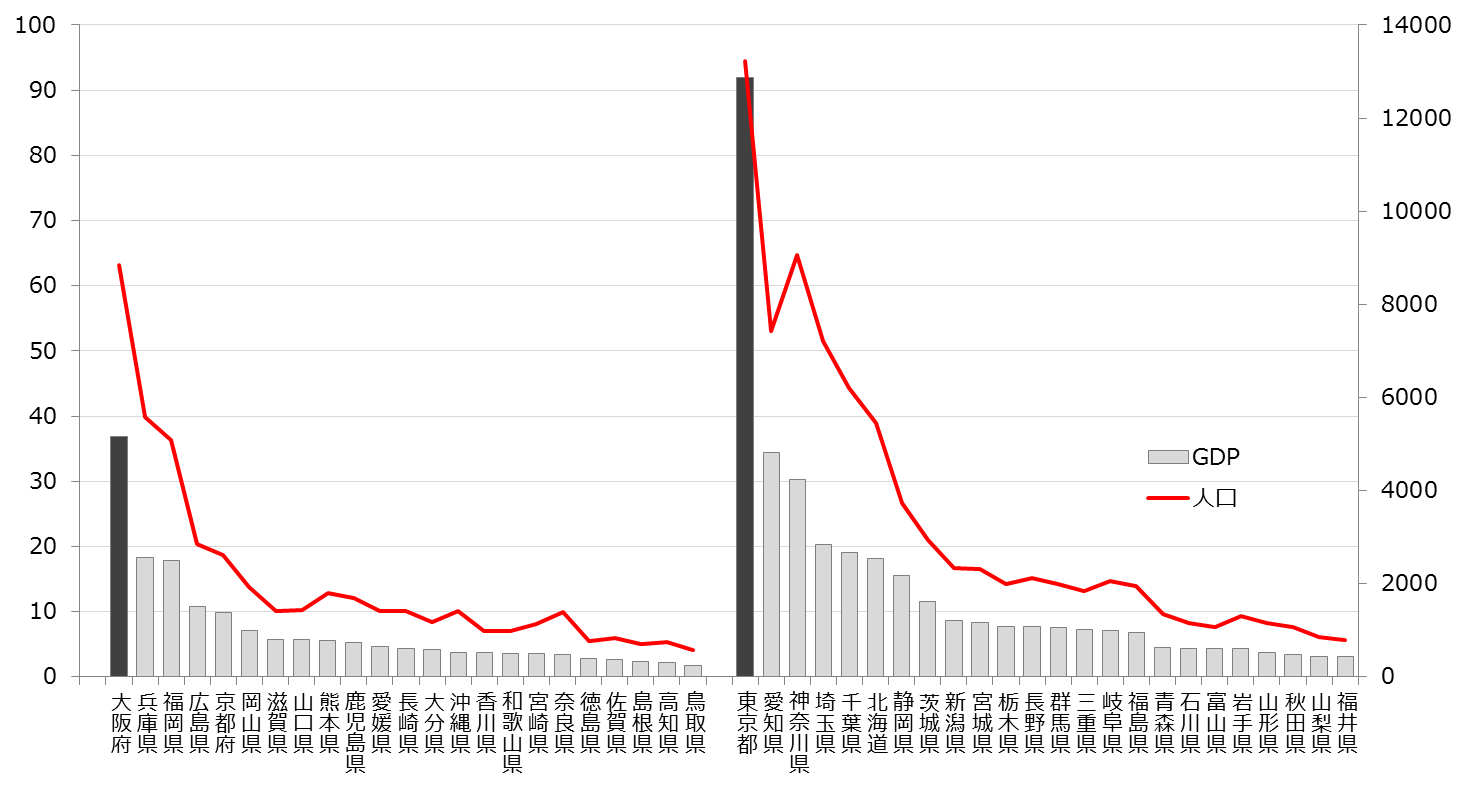 100
90
80
70
60
50
40
30
20
10
0
14000
12000
10000
8000
6000
4000
2000
0
GDP
人口
大阪府
兵庫県
福岡県
広島県
京都府
岡山県
滋賀県
山口県
熊本県
鹿児島県
愛媛県
長崎県
大分県
沖縄県
香川県
和歌山県
宮崎県
奈良県
徳島県
佐賀県
島根県
高知県
鳥取県
東京都
愛知県
神奈川県
埼玉県
千葉県
北海道
静岡県
茨城県
新潟県
宮城県
栃木県
長野県
群馬県
三重県
岐阜県
福島県
青森県
石川県
富山県
岩手県
山形県
秋田県
山梨県
福井県